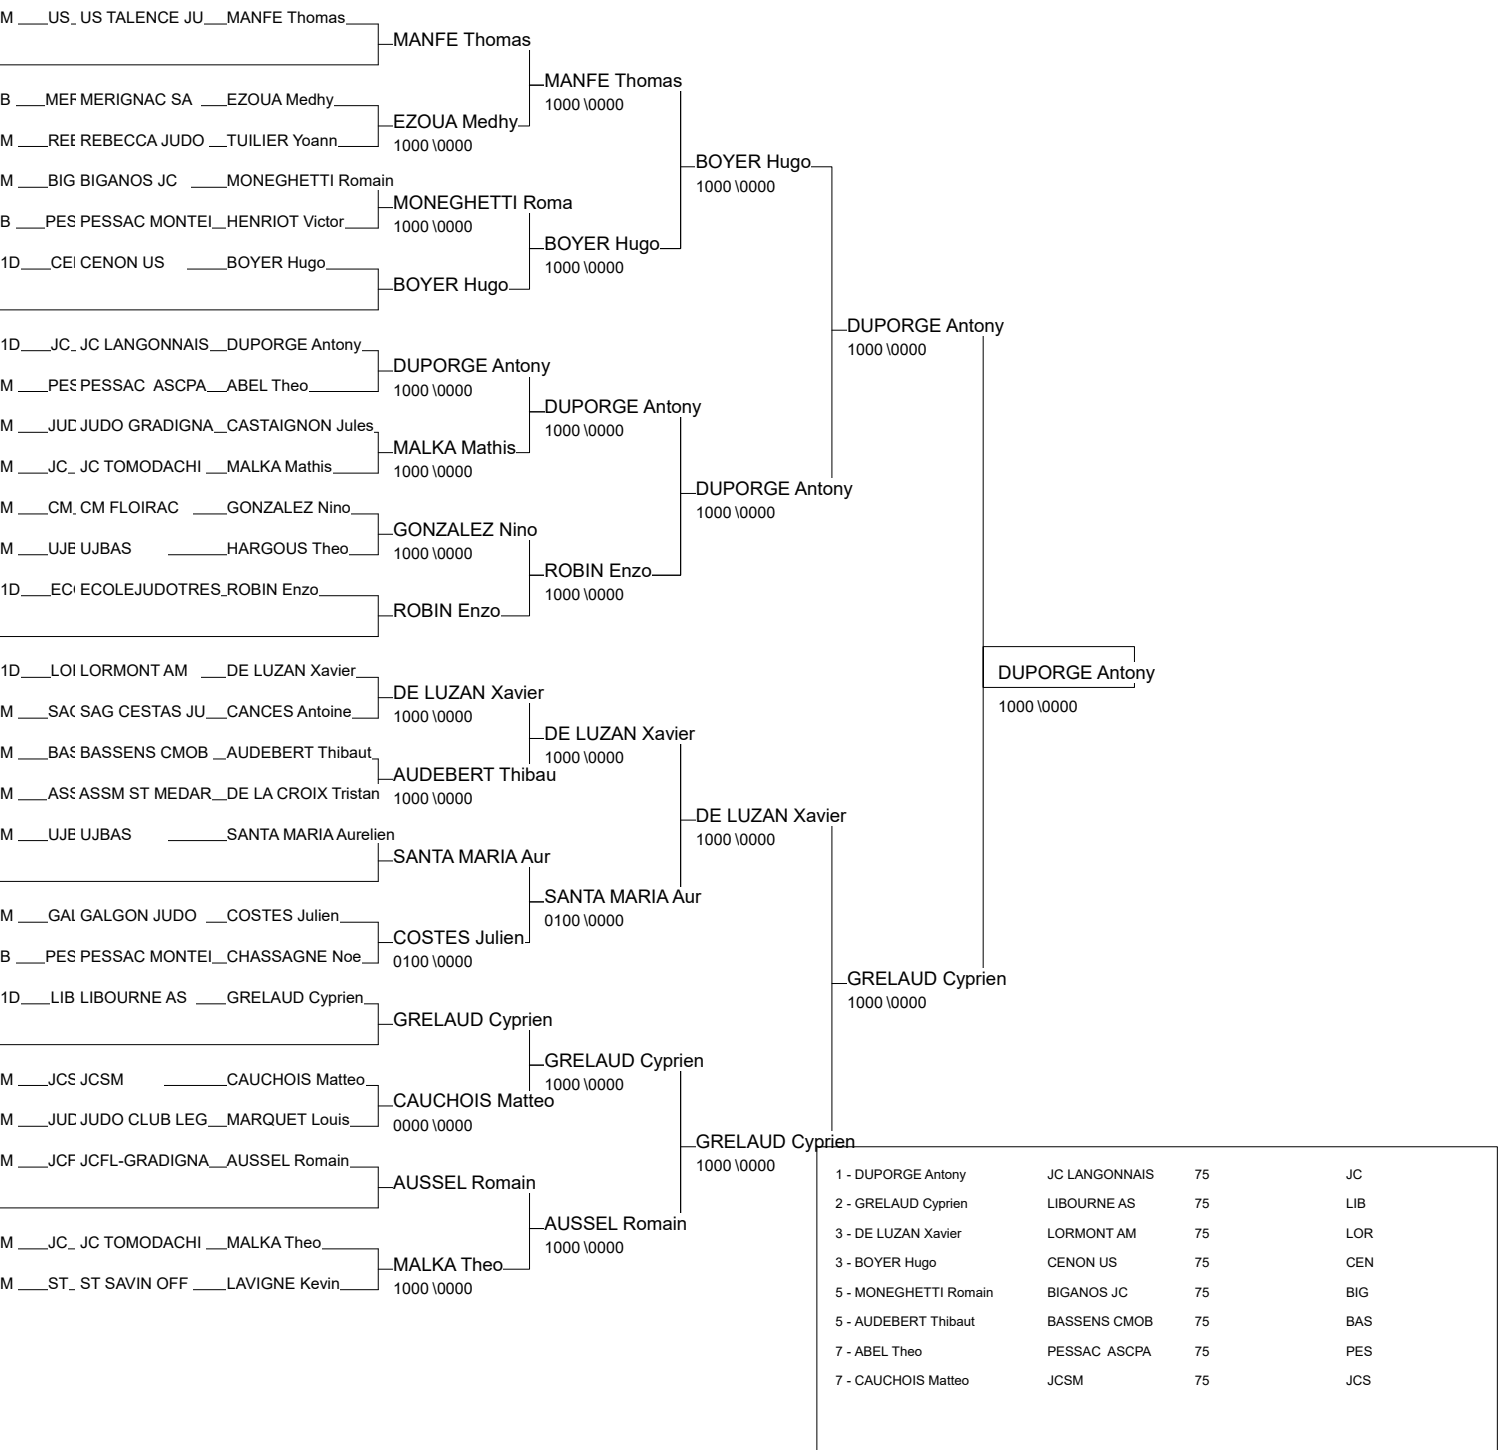 M US_ US TALENCE JU MANFE Thomas
MANFE Thomas
MANFE Thomas
1000 \0000
B MER MERIGNAC SA EZOUA Medhy
EZOUA Medhy
1000 \0000
M REB REBECCA JUDO TUILIER Yoann
BOYER Hugo
1000 \0000
M BIG BIGANOS JC MONEGHETTI Romain
MONEGHETTI Roma
1000 \0000
B PES PESSAC MONTEI HENRIOT Victor
BOYER Hugo
1000 \0000
1D CEN CENON US BOYER Hugo
BOYER Hugo
DUPORGE Antony
1000 \0000
1D JC_ JC LANGONNAIS DUPORGE Antony
DUPORGE Antony
1000 \0000
M PES PESSAC ASCPA ABEL Theo
DUPORGE Antony
1000 \0000
M JUD JUDO GRADIGNA CASTAIGNON Jules
MALKA Mathis
1000 \0000
M JC_ JC TOMODACHI MALKA Mathis
DUPORGE Antony
1000 \0000
M CM_ CM FLOIRAC GONZALEZ Nino
GONZALEZ Nino
1000 \0000
M UJB UJBAS HARGOUS Theo
ROBIN Enzo
1000 \0000
1D ECO ECOLEJUDOTRES ROBIN Enzo
ROBIN Enzo
1D LOR LORMONT AM DE LUZAN Xavier
DUPORGE Antony
1000 \0000
DE LUZAN Xavier
1000 \0000
M SAG SAG CESTAS JU CANCES Antoine
DE LUZAN Xavier
1000 \0000
M BAS BASSENS CMOB AUDEBERT Thibaut
AUDEBERT Thibau
1000 \0000
M ASS ASSM ST MEDAR DE LA CROIX Tristan
DE LUZAN Xavier
1000 \0000
M UJB UJBAS SANTA MARIA Aurelien
SANTA MARIA Aur
SANTA MARIA Aur
0100 \0000
M GAL GALGON JUDO COSTES Julien
COSTES Julien
0100 \0000
B PES PESSAC MONTEI CHASSAGNE Noe
GRELAUD Cyprien
1000 \0000
1D LIB LIBOURNE AS GRELAUD Cyprien
GRELAUD Cyprien
GRELAUD Cyprien
1000 \0000
M JCS JCSM CAUCHOIS Matteo
CAUCHOIS Matteo
0000 \0000
M JUD JUDO CLUB LEG MARQUET Louis
GRELAUD Cyprien
1000 \0000
M JCF JCFL-GRADIGNA AUSSEL Romain
AUSSEL Romain
AUSSEL Romain
1000 \0000
M JC_ JC TOMODACHI MALKA Theo
MALKA Theo
1000 \0000
M ST_ ST SAVIN OFF LAVIGNE Kevin
1 - DUPORGE Antony JC LANGONNAIS 75 JC
2 - GRELAUD Cyprien LIBOURNE AS 75 LIB
3 - DE LUZAN Xavier LORMONT AM 75 LOR
3 - BOYER Hugo CENON US 75 CEN
5 - MONEGHETTI Romain BIGANOS JC 75 BIG
5 - AUDEBERT Thibaut BASSENS CMOB 75 BAS
7 - ABEL Theo PESSAC ASCPA 75 PES
7 - CAUCHOIS Matteo JCSM 75 JCS